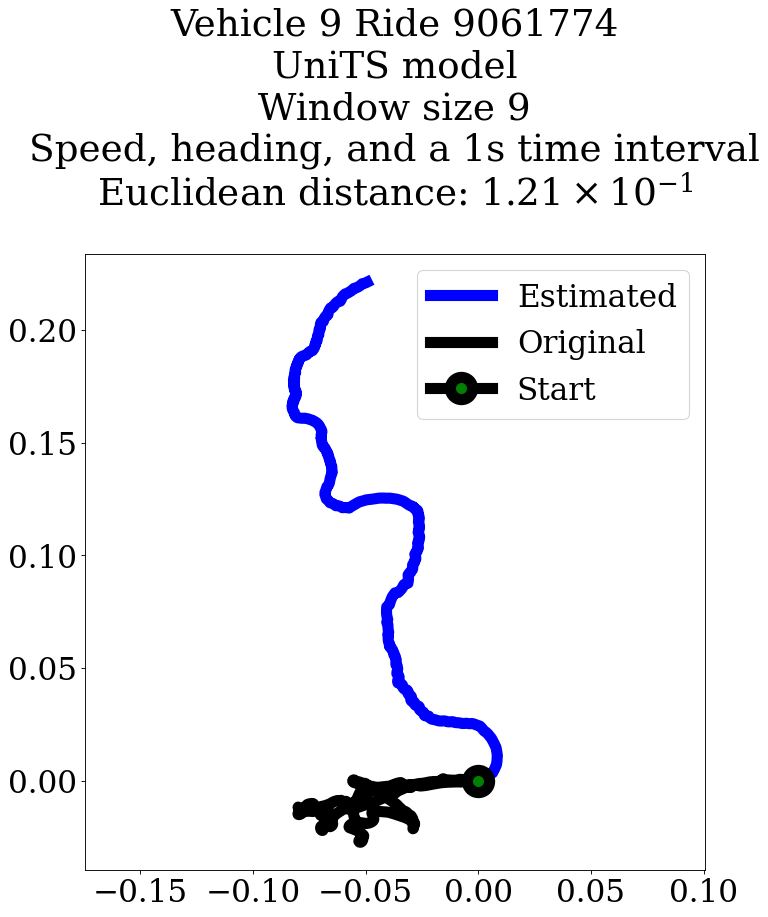 Vehicle 9 Ride 9061774
UniTS model
Window size 9
Speed, heading, and a 1s time interval
Euclidean distance: 1.21 × 10⁻¹
Estimated
Original
Start
0.20
0.15
0.10
0.05
0.00
−0.15 −0.10 −0.05 0.00 0.05 0.10